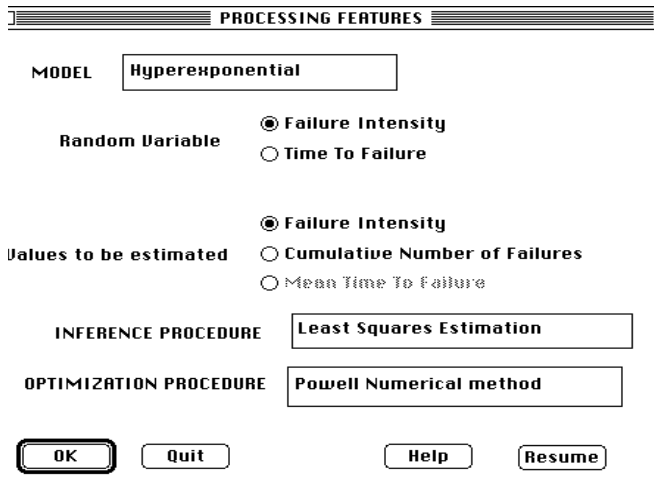 PROCESSING FEATURES
MODEL Hyperexponential
Failure Intensity
Random Variable
Time To Failure
Failure Intensity
Values to be estimated Cumulative Number of Failures
Mean Time To Failure
INFERENCE PROCEDURE Least Squares Estimation
OPTIMIZATION PROCEDURE Powell Numerical method
OK Quit Help Resume